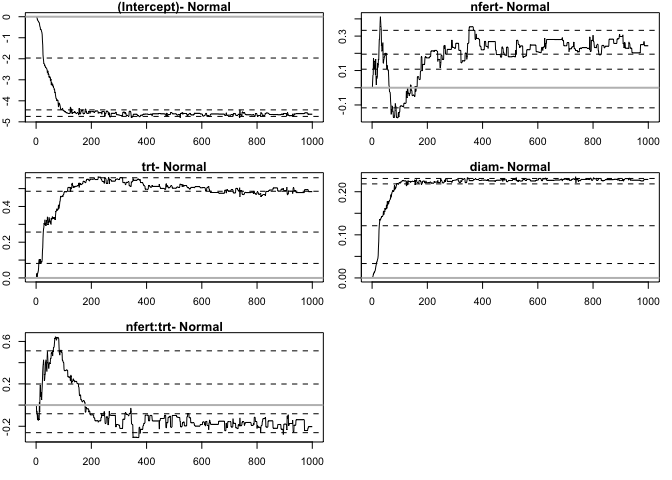 (Intercept)- Normal
0
-1
-2
-3
-4
-5
0 200 400 600 800 1000
nfert- Normal
0.3
0.1
-0.1
0 200 400 600 800 1000
trt- Normal
0.4
0.2
0.0
0 200 400 600 800 1000
diam- Normal
0.20
0.10
0.00
0 200 400 600 800 1000
nfert:trt- Normal
0.6
0.2
-0.2
0 200 400 600 800 1000